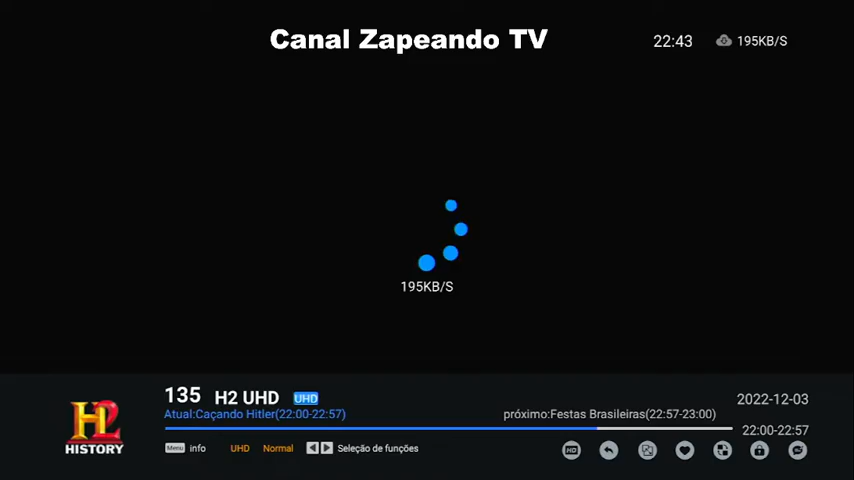 Canal Zapeando TV
22:43
195KB/S
195KB/S
H2
HISTORY
135 H2 UHD UHD
Atual:Caçando Hitler(22:00-22:57)
próximo:Festas Brasileiras(22:57-23:00)
2022-12-03
22:00-22:57
Menu info UHD Normal Seleção de funções
HD